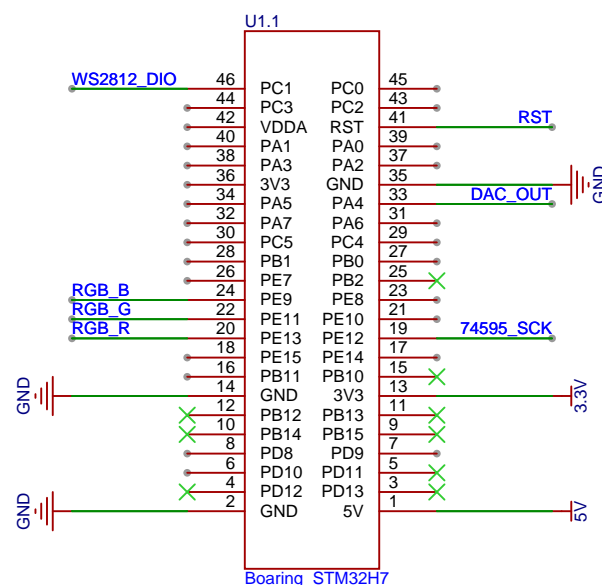 U1.1
WS2812_DIO 46 PC1 PC0 45
44 PC3 PC2 43
42 VDDA RST 41 RST
40 PA1 PA0 39
38 PA3 PA2 37
36 3V3 GND 35 GND
34 PA5 PA4 33 DAC_OUT
32 PA7 PA6 31
30 PC5 PC4 29
28 PB1 PB0 27
26 PE7 PB2 25
RGB_B 24 PE9 PE8 23
RGB_G 22 PE11 PE10 21
RGB_R 20 PE13 PE12 19 74595_SCK
18 PE15 PE14 17
16 PB11 PB10 15
GND 14 GND 3V3 13 3.3V
12 PB12 PB13 11
10 PB14 PB15 9
8 PD8 PD9 7
6 PD10 PD11 5
4 PD12 PD13 3
GND 2 GND 5V 1 5V
Boaring_STM32H7